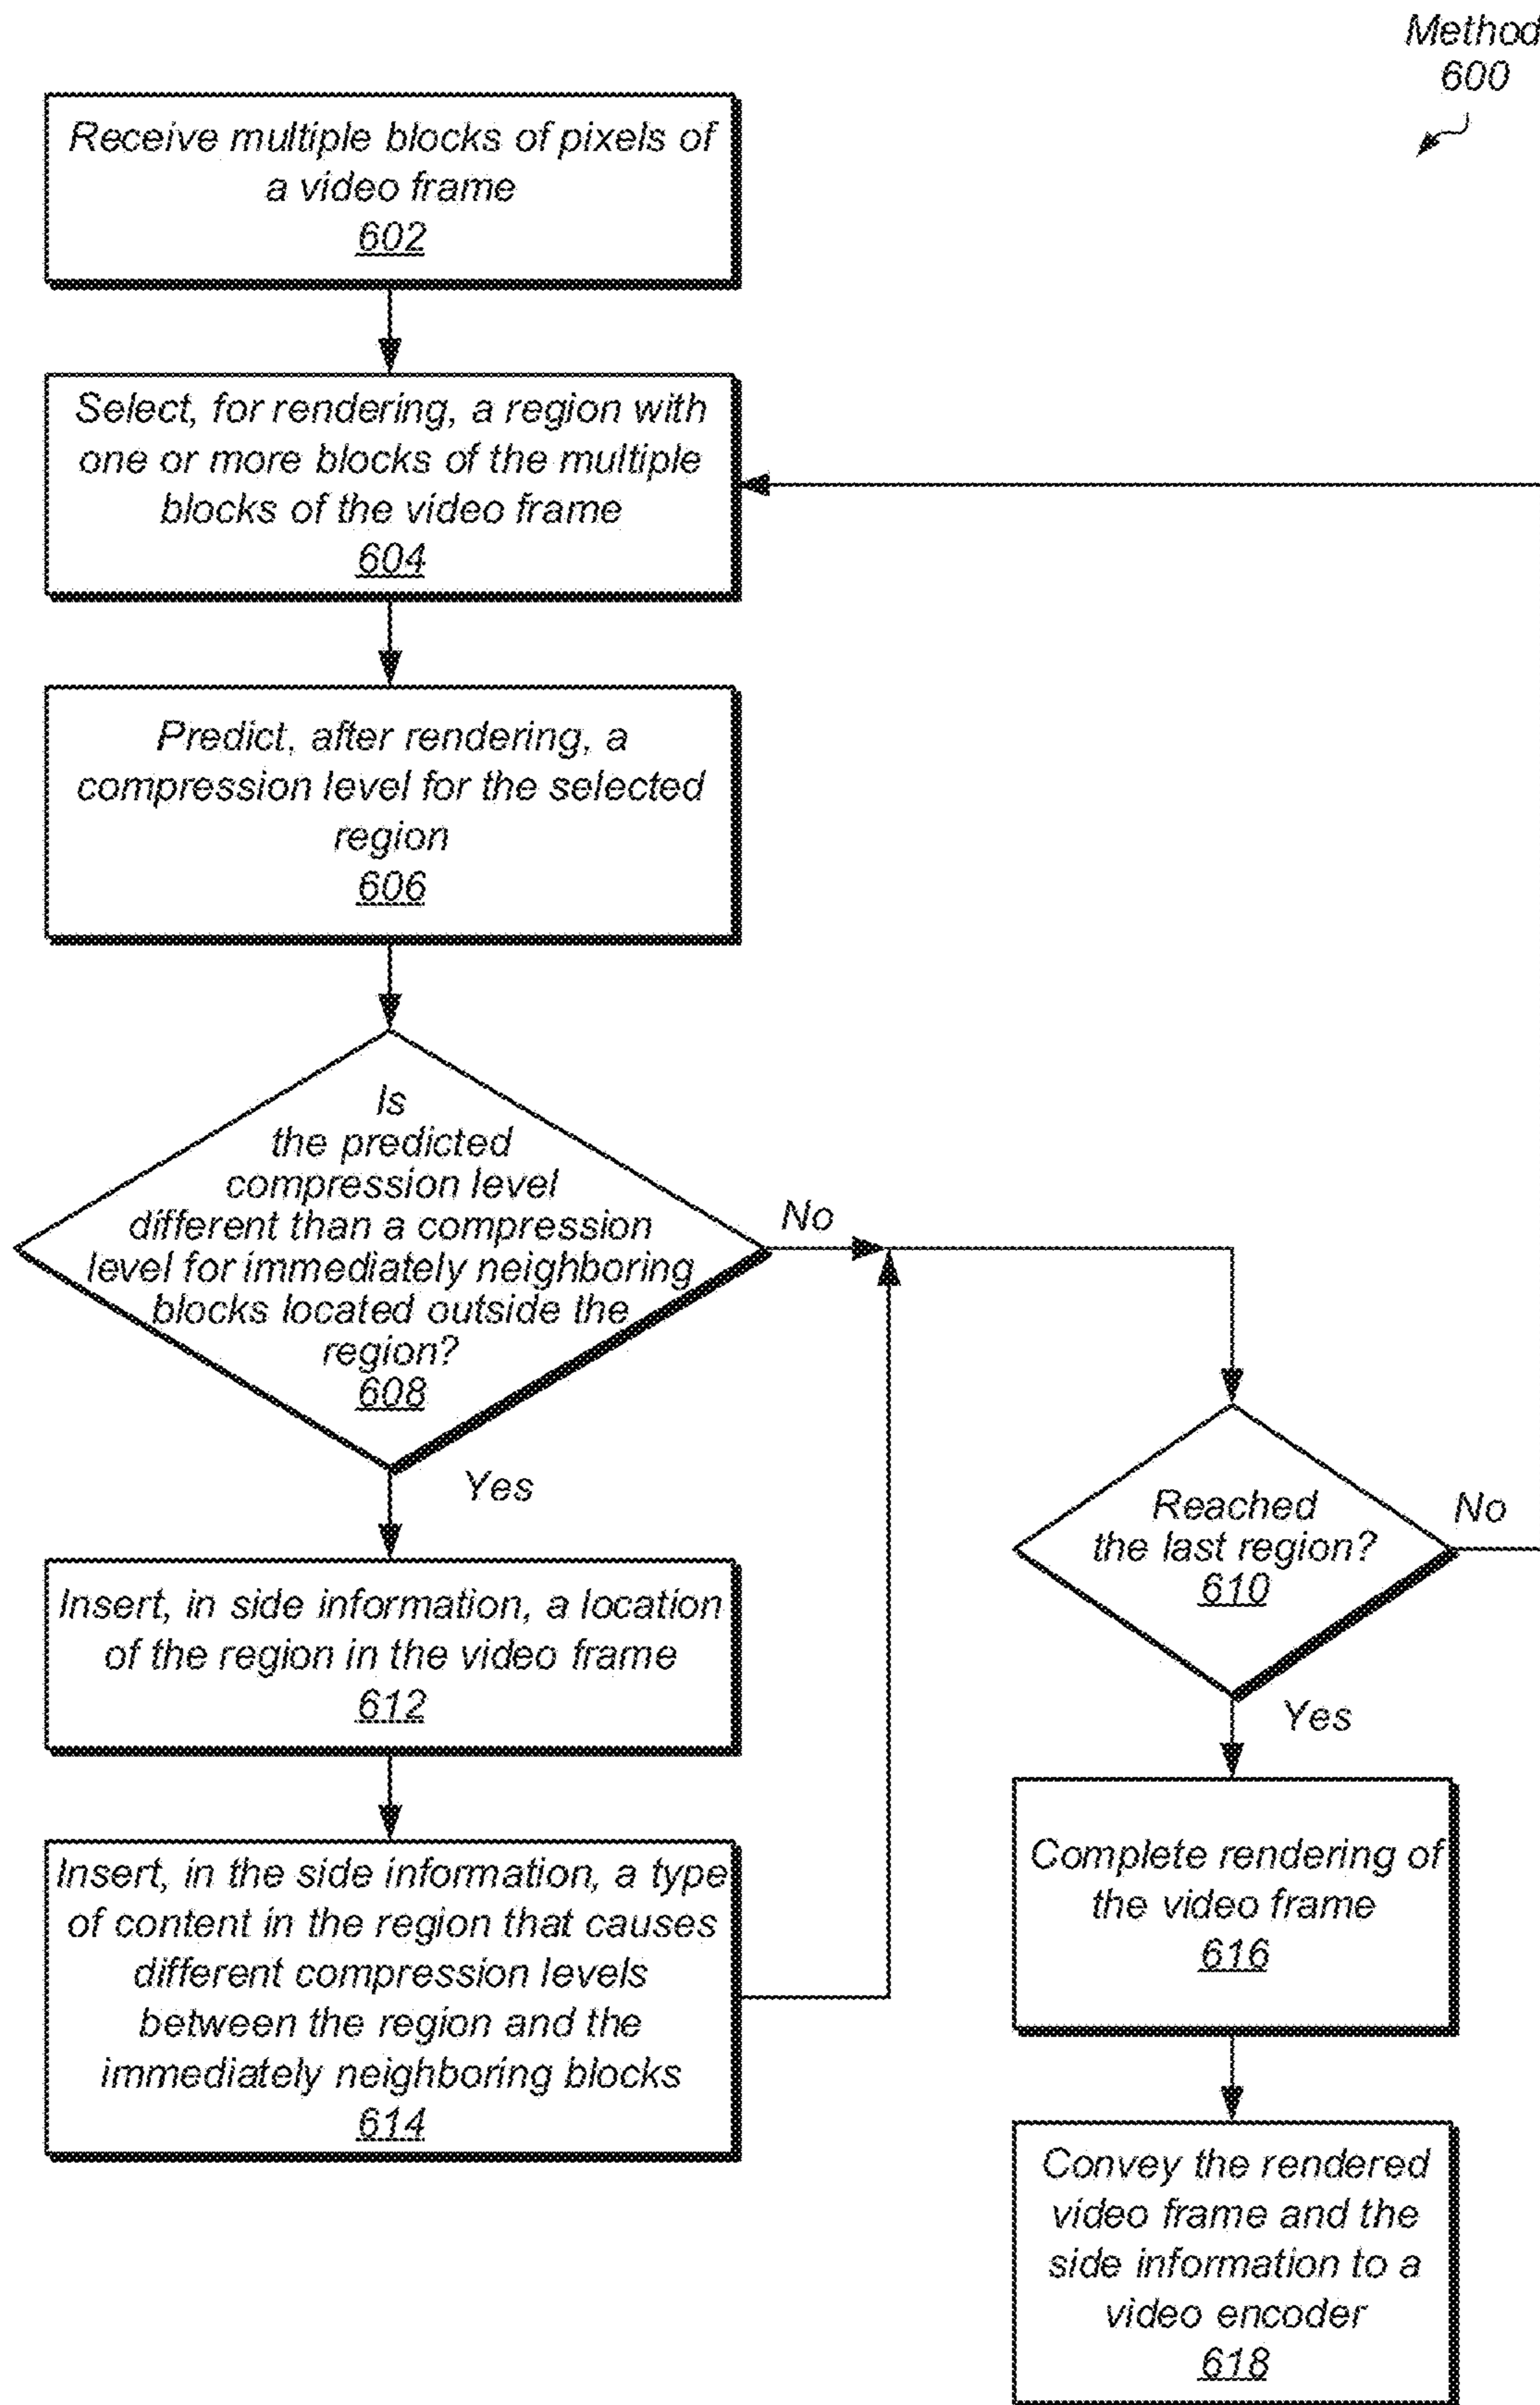 Method
600
Receive multiple blocks of pixels of
a video frame
602
Select, for rendering, a region with
one or more blocks of the multiple
blocks of the video frame
604
Predict, after rendering, a
compression level for the selected
region
606
Is
the predicted
compression level
different than a compression
level for immediately neighboring
blocks located outside the
region?
608
No
Yes
Insert, in side information, a location
of the region in the video frame
612
Insert, in the side information, a type
of content in the region that causes
different compression levels
between the region and the
immediately neighboring blocks
614
Reached
the last region?
610
No
Yes
Complete rendering of
the video frame
616
Convey the rendered
video frame and the
side information to a
video encoder
618